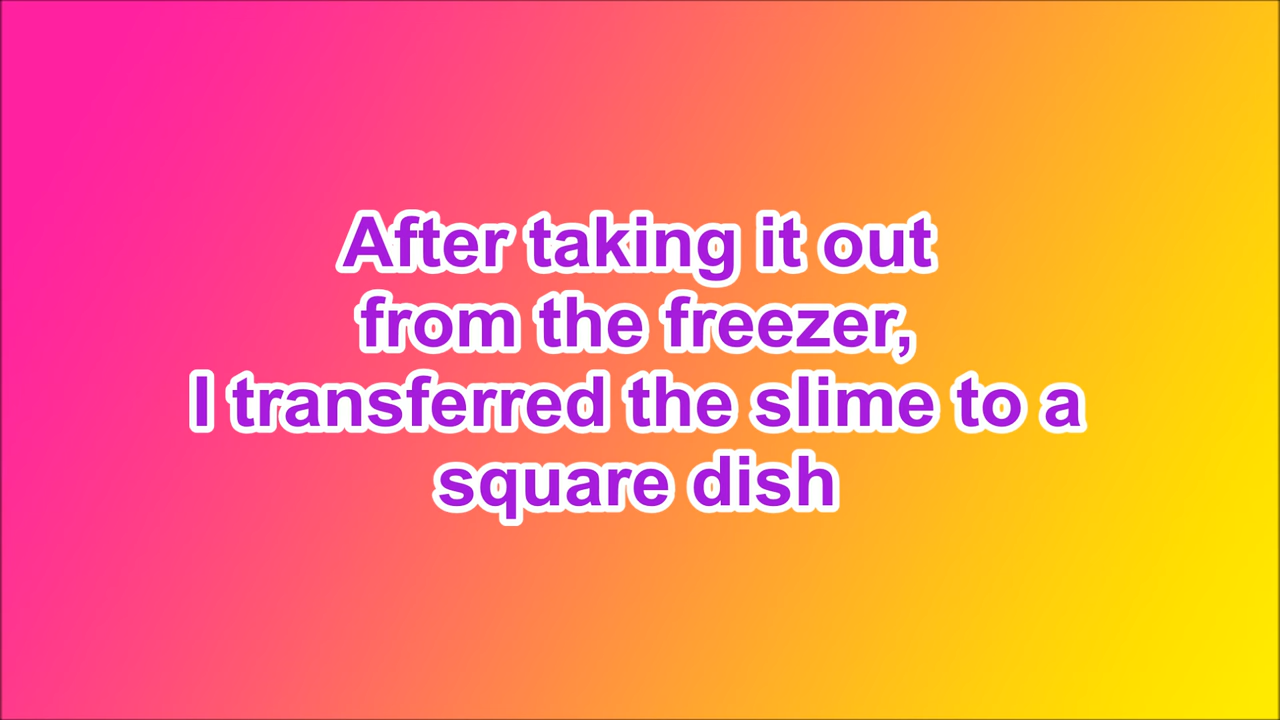 After taking it out
from the freezer,
I transferred the slime to a
square dish